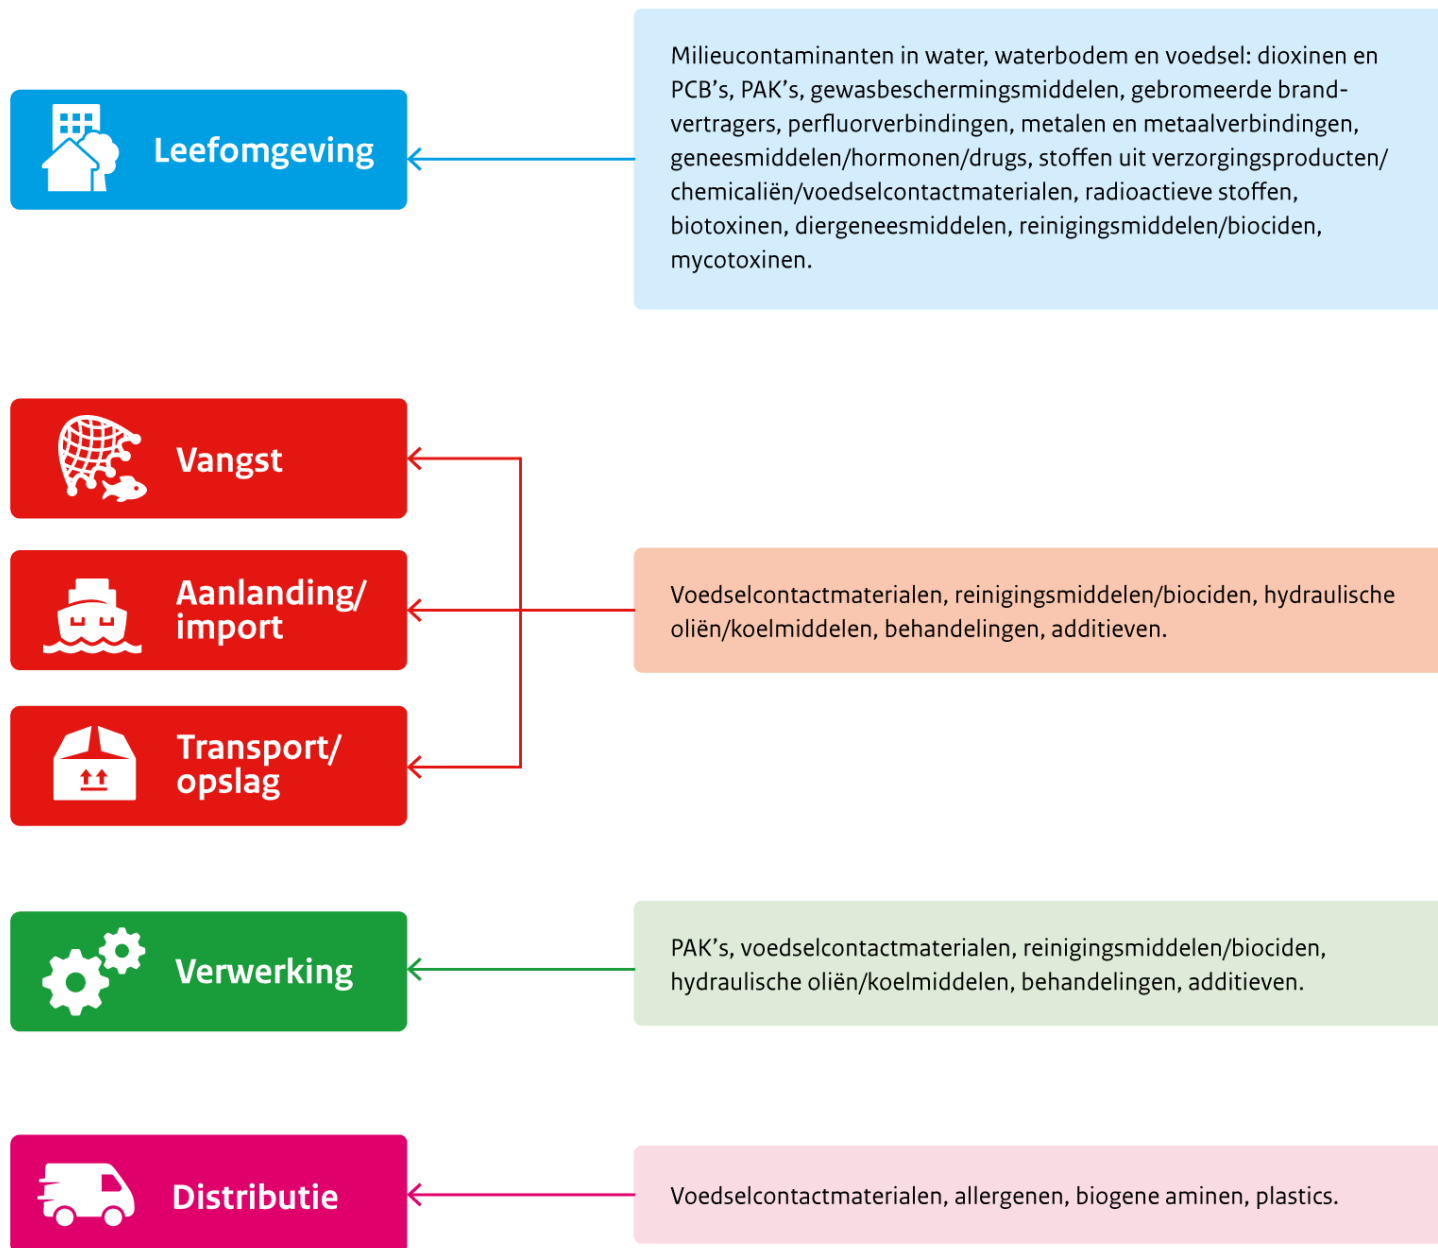 Leefomgeving
Milieucontaminanten in water, waterbodem en voedsel: dioxinen en
PCB’s, PAK’s, gewasbeschermingsmiddelen, gebromeerde brand-
vertragers, perfluorverbindingen, metalen en metaalverbindingen,
geneesmiddelen/hormonen/drugs, stoffen uit verzorgingsproducten/
chemicaliën/voedselcontactmaterialen, radioactieve stoffen,
biotoxinen, diergeneesmiddelen, reinigingsmiddelen/biociden,
mycotoxinen.
Vangst
Aanlanding/
import
Transport/
opslag
Voedselcontactmaterialen, reinigingsmiddelen/biociden, hydraulische
oliën/koelmiddelen, behandelingen, additieven.
Verwerking
PAK’s, voedselcontactmaterialen, reinigingsmiddelen/biociden,
hydraulische oliën/koelmiddelen, behandelingen, additieven.
Distributie
Voedselcontactmaterialen, allergenen, biogene aminen, plastics.